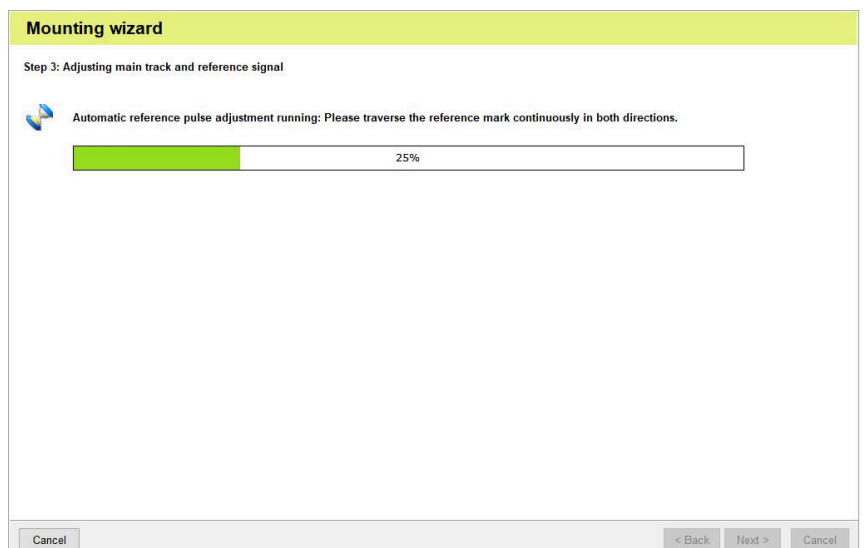 Mounting wizard
Step 3: Adjusting main track and reference signal
Automatic reference pulse adjustment running: Please traverse the reference mark continuously in both directions.
25%
Cancel
< Back
Next >
Cancel